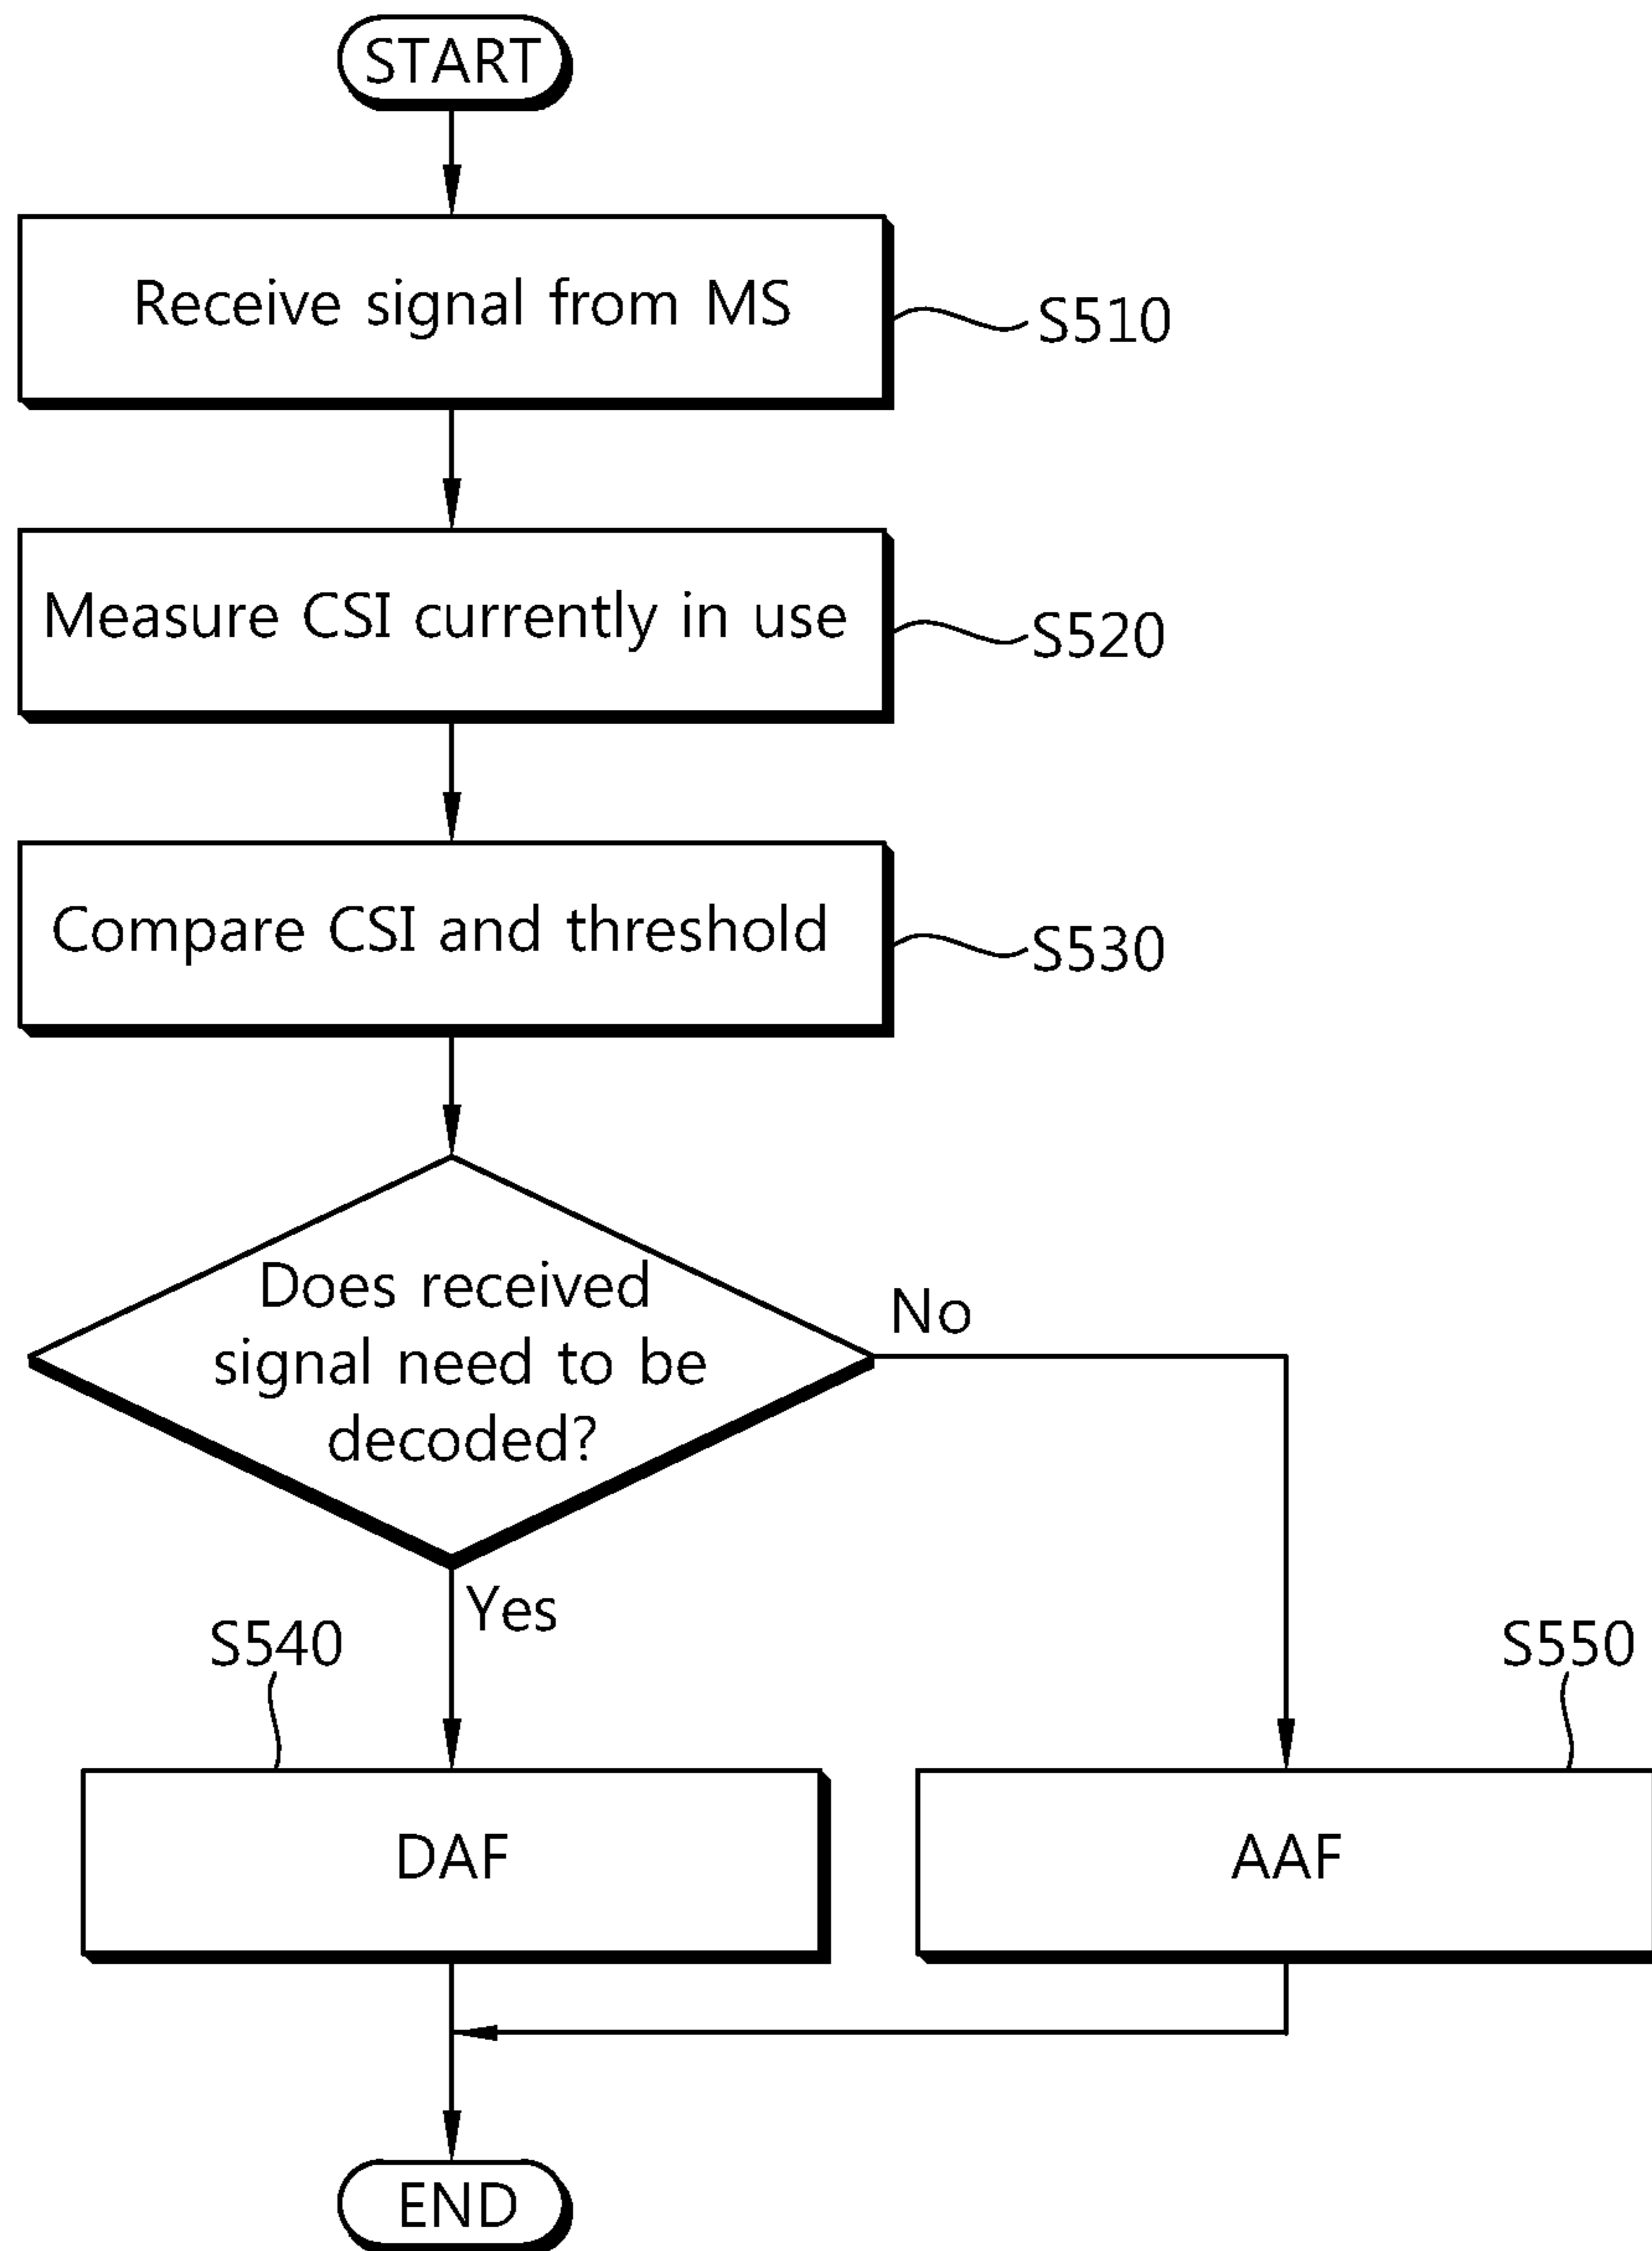 START
Receive signal from MS
S510
Measure CSI currently in use
S520
Compare CSI and threshold
S530
Does received
signal need to be
decoded?
No
Yes
S540
S550
DAF
AAF
END